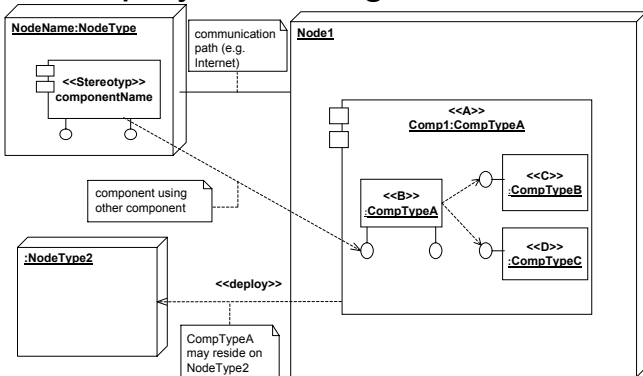 NodeName:NodeType
<<Stereotyp>>
componentName
communication
path (e.g.
Internet)
Node1
<<A>>
Comp1:CompTypeA
<<B>>
:CompTypeA
<<C>>
:CompTypeB
<<D>>
:CompTypeC
component using
other component
:NodeType2
<<deploy>>
CompTypeA
may reside on
NodeType2